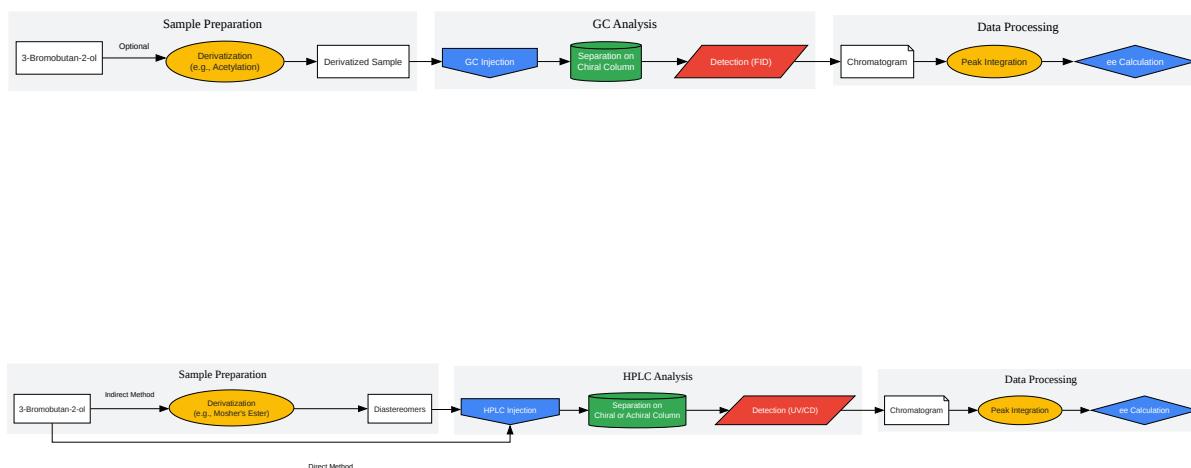 Sample Preparation
GC Analysis
Data Processing
3-Bromobutan-2-ol
Optional
Derivatization
(e.g., Acetylation)
Derivatized Sample
GC Injection
Separation on
Chiral Column
Detection (FID)
Chromatogram
Peak Integration
ee Calculation
Sample Preparation
HPLC Analysis
Data Processing
3-Bromobutan-2-ol
Indirect Method
Derivatization
(e.g., Mosher's Ester)
Diastereomers
HPLC Injection
Separation on
Chiral or Achiral Column
Detection (UV/CD)
Chromatogram
Peak Integration
ee Calculation
Direct Method